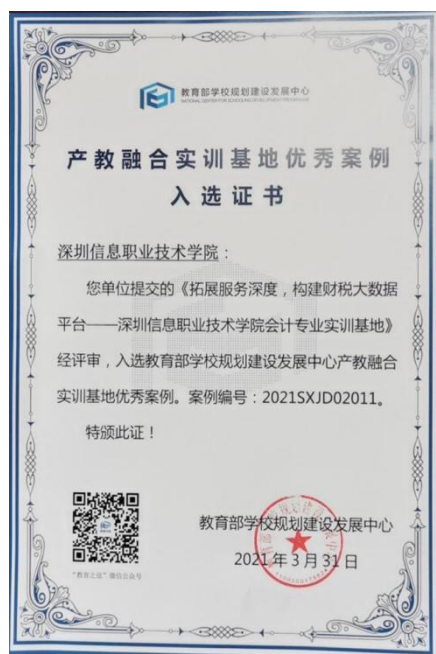 教育部学校规划建设发展中心
产教融合实训基地优秀案例
入选证书
深圳信息职业技术学院：
您单位提交的《拓展服务深度，构建财税大数据
平台——深圳信息职业技术学院会计专业实训基地》
经评审，入选教育部学校规划建设发展中心产教融合
实训基地优秀案例。案例编号：2021SXJD02011。
特颁此证！
教育部学校规划建设发展中心
2021年3月31日
"教育之弦"微信公众号